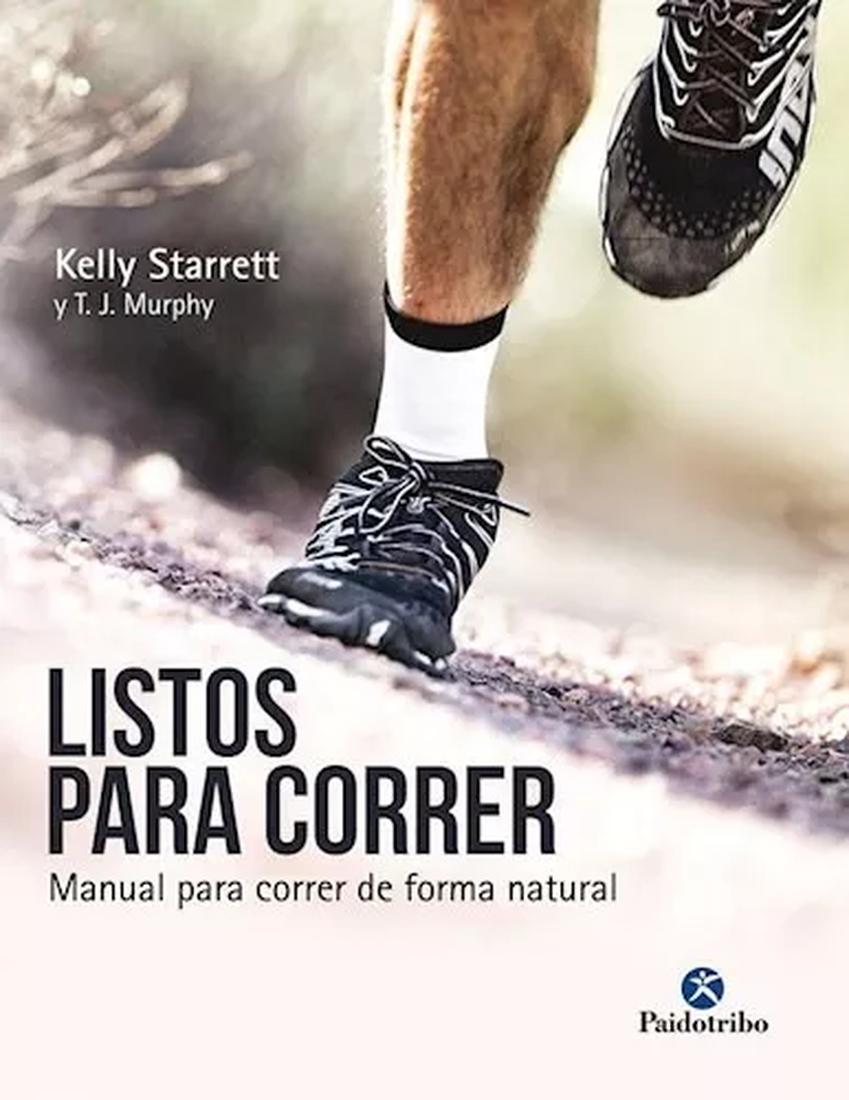 Kelly Starrett
y T. J. Murphy
LISTOS
PARA CORRER
Manual para correr de forma natural
Paidotribo